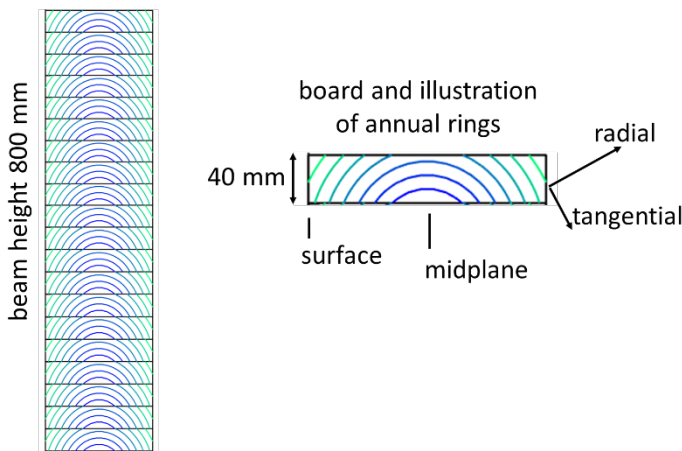 beam height 800 mm
board and illustration
of annual rings
radial
40 mm
tangential
surface
midplane